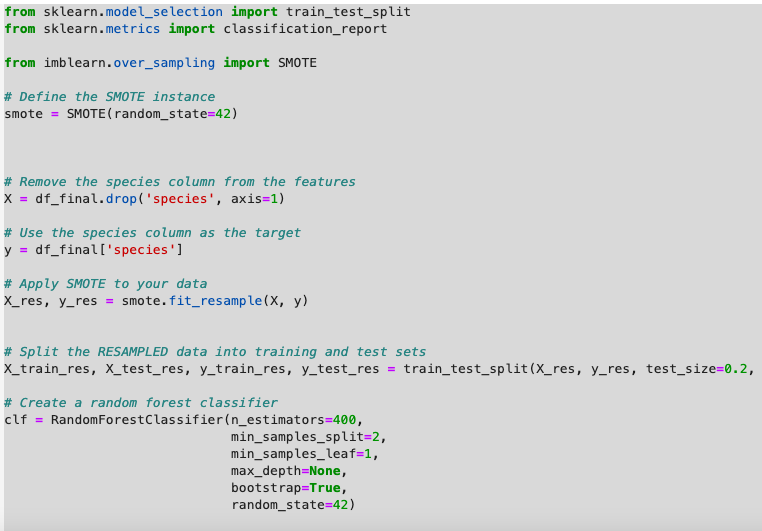 from sklearn.model_selection import train_test_split
from sklearn.metrics import classification_report
from imblearn.over_sampling import SMOTE
# Define the SMOTE instance
smote = SMOTE(random_state=42)
# Remove the species column from the features
X = df_final.drop('species', axis=1)
# Use the species column as the target
y = df_final['species']
# Apply SMOTE to your data
X_res, y_res = smote.fit_resample(X, y)
# Split the RESAMPLED data into training and test sets
X_train_res, X_test_res, y_train_res, y_test_res = train_test_split(X_res, y_res, test_size=0.2,
# Create a random forest classifier
clf = RandomForestClassifier(n_estimators=400,
min_samples_split=2,
min_samples_leaf=1,
max_depth=None,
bootstrap=True,
random_state=42)